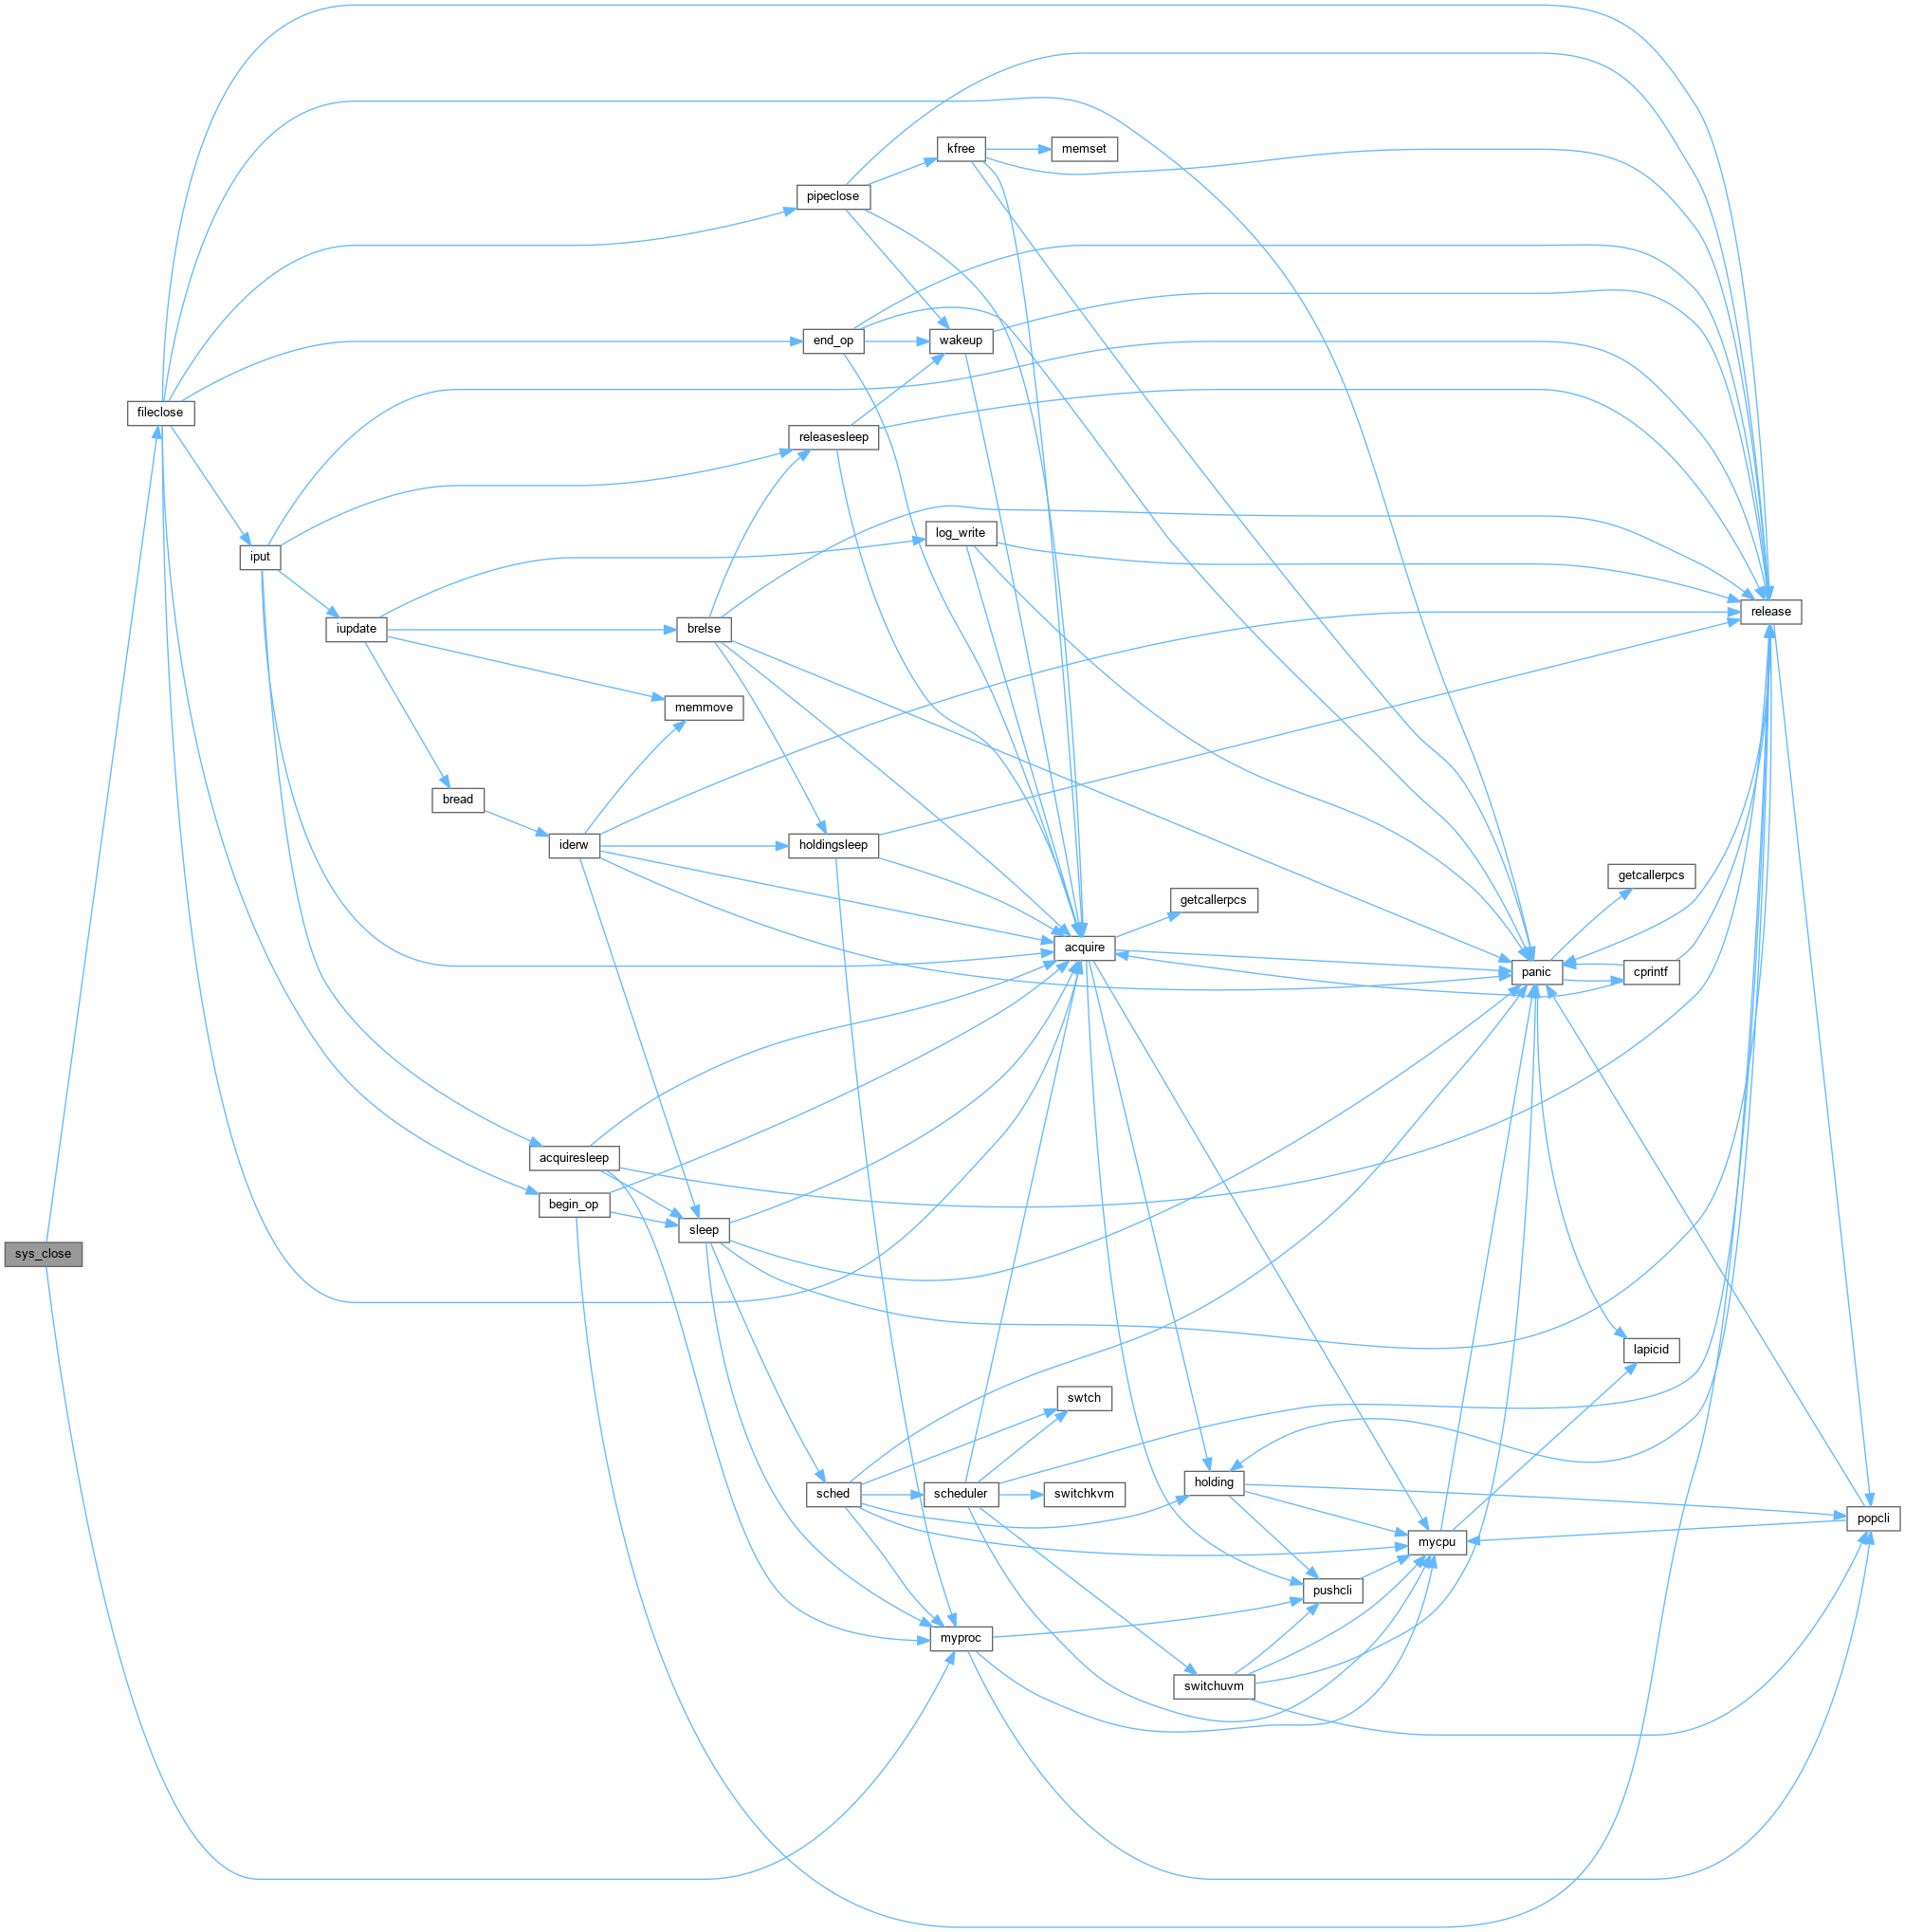 kfree
memset
pipeclose
end_op
wakeup
fileclose
releasesleep
log_write
iput
release
iupdate
brelse
memmove
bread
iderw
holdingsleep
getcallerpcs
getcallerpcs
acquire
panic
cprintf
acquiresleep
begin_op
sleep
sys_close
lapicid
swtch
holding
sched
scheduler
switchkvm
popcli
mycpu
pushcli
myproc
switchuvm